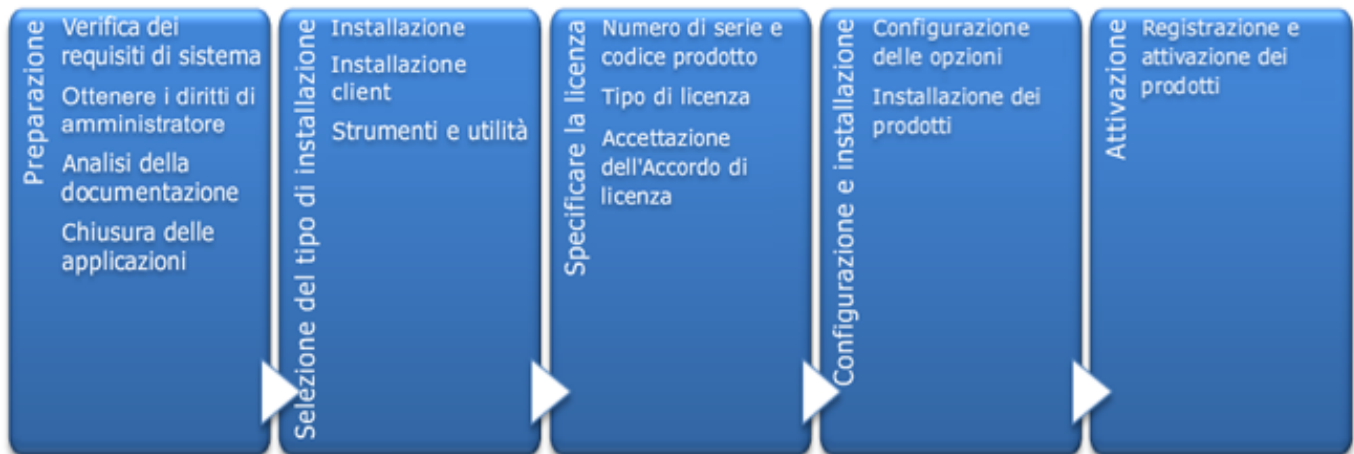 Preparazione
Verifica dei
requisiti di sistema
Ottenere i diritti di
amministratore
Analisi della
documentazione
Chiusura delle
applicazioni
Selezione del tipo di installazione
Installazione
Installazione
client
Strumenti e utilità
Specificare la licenza
Numero di serie e
codice prodotto
Tipo di licenza
Accettazione
dell'Accordo di
licenza
Configurazione e installazione
Configurazione
delle opzioni
Installazione dei
prodotti
Attivazione
Registrazione e
attivazione dei
prodotti